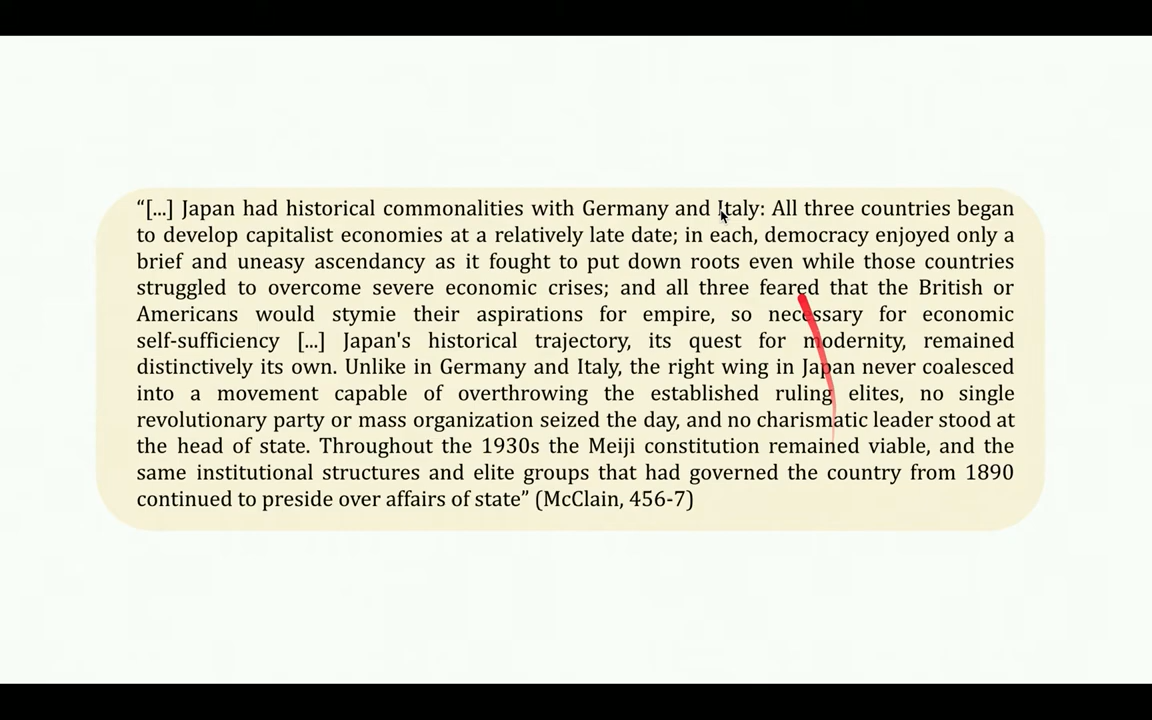 “[...] Japan had historical commonalities with Germany and Italy: All three countries began
to develop capitalist economies at a relatively late date; in each, democracy enjoyed only a
brief and uneasy ascendancy as it fought to put down roots even while those countries
struggled to overcome severe economic crises; and all three feared that the British or
Americans would stymie their aspirations for empire, so necessary for economic
self-sufficiency [...] Japan's historical trajectory, its quest for modernity, remained
distinctively its own. Unlike in Germany and Italy, the right wing in Japan never coalesced
into a movement capable of overthrowing the established ruling elites, no single
revolutionary party or mass organization seized the day, and no charismatic leader stood at
the head of state. Throughout the 1930s the Meiji constitution remained viable, and the
same institutional structures and elite groups that had governed the country from 1890
continued to preside over affairs of state” (McClain, 456-7)